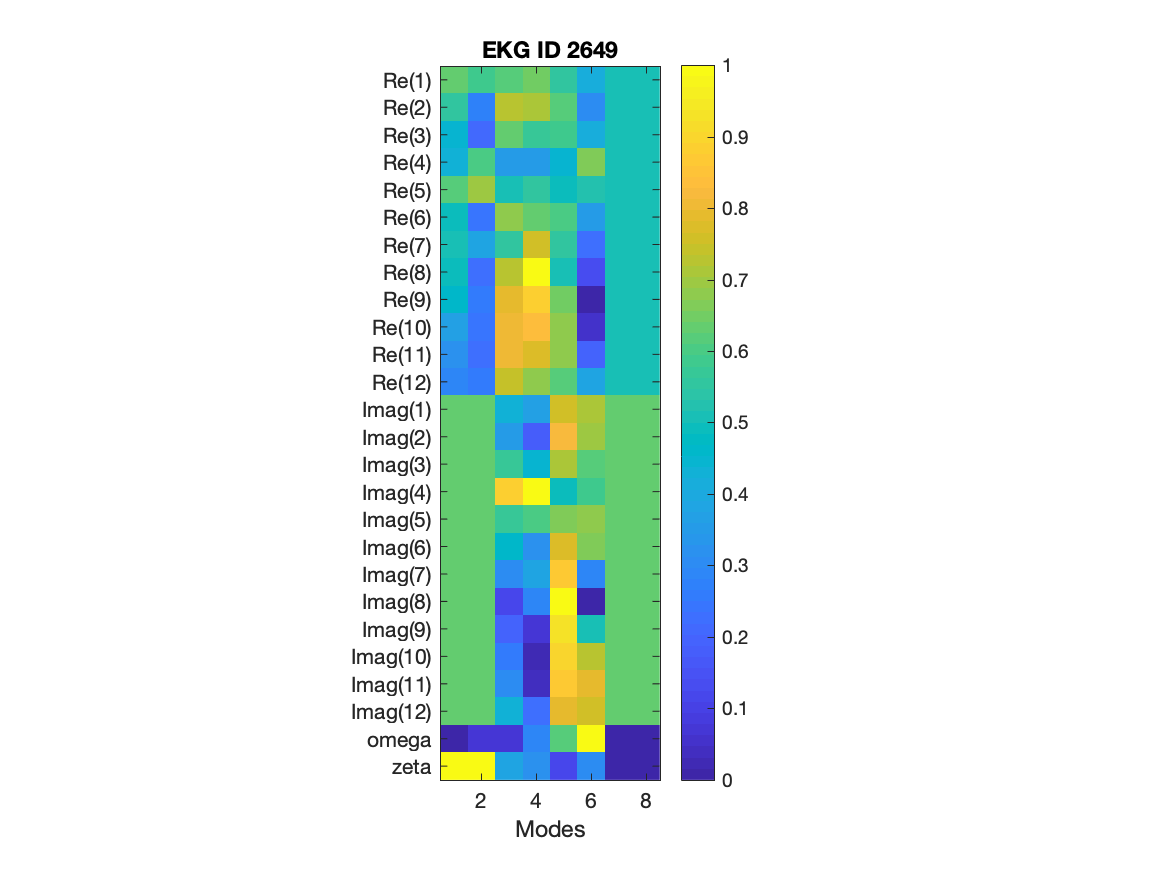 EKG ID 2649
Re(1)
Re(2)
Re(3)
Re(4)
Re(5)
Re(6)
Re(7)
Re(8)
Re(9)
Re(10)
Re(11)
Re(12)
Imag(1)
Imag(2)
Imag(3)
Imag(4)
Imag(5)
Imag(6)
Imag(7)
Imag(8)
Imag(9)
Imag(10)
Imag(11)
Imag(12)
omega
zeta
2 4 6 8
Modes
1
0.9
0.8
0.7
0.6
0.5
0.4
0.3
0.2
0.1
0